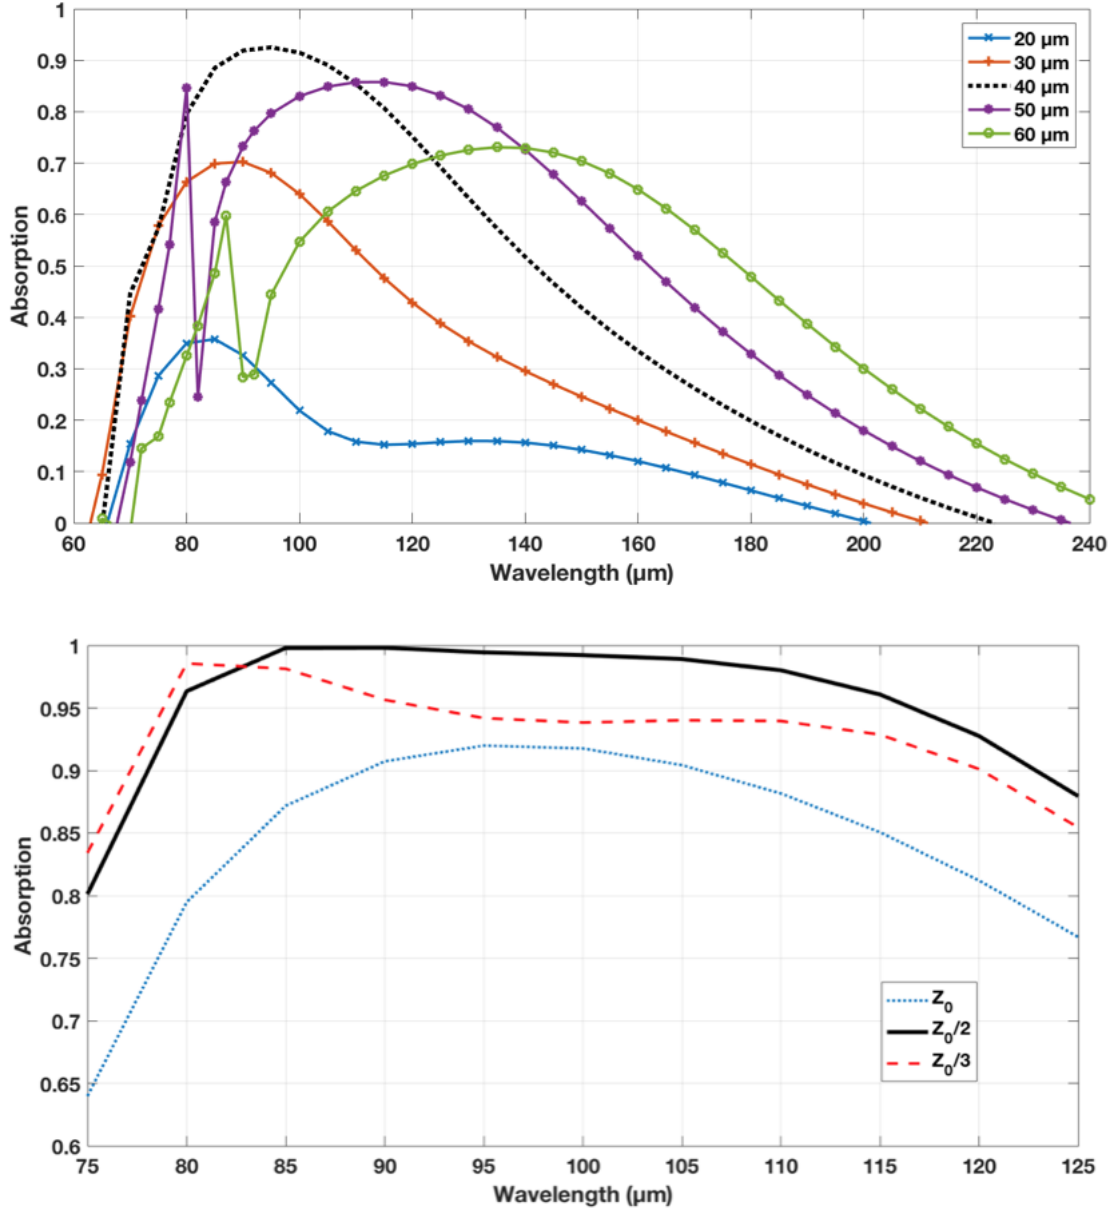 1
0.9
0.8
0.7
0.6
0.5
0.4
0.3
0.2
0.1
0
Absorption
20 µm
30 µm
40 µm
50 µm
60 µm
60 80 100 120 140 160 180 200 220 240
Wavelength (µm)
1
0.95
0.9
0.85
0.8
0.75
0.7
0.65
0.6
Absorption
Z0
Z0/2
Z0/3
75 80 85 90 95 100 105 110 115 120 125
Wavelength (µm)